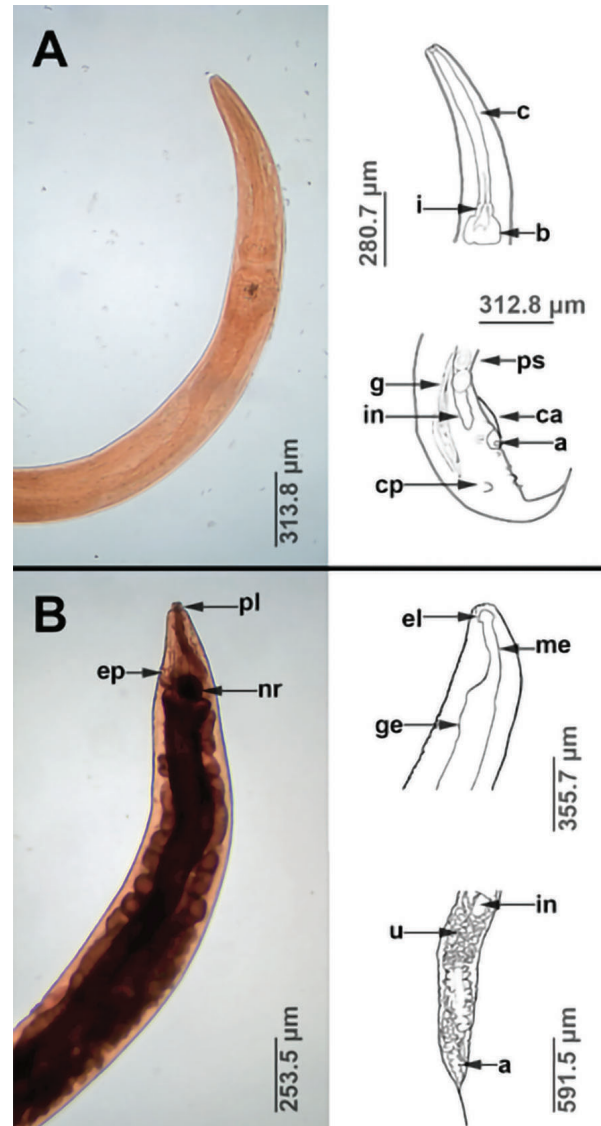 A
c
i
b
280.7 µm
312.8 µm
ps
g
in
ca
a
cp
313.8 µm
B
pl
ep
nr
el
me
ge
355.7 µm
in
u
a
253.5 µm
591.5 µm